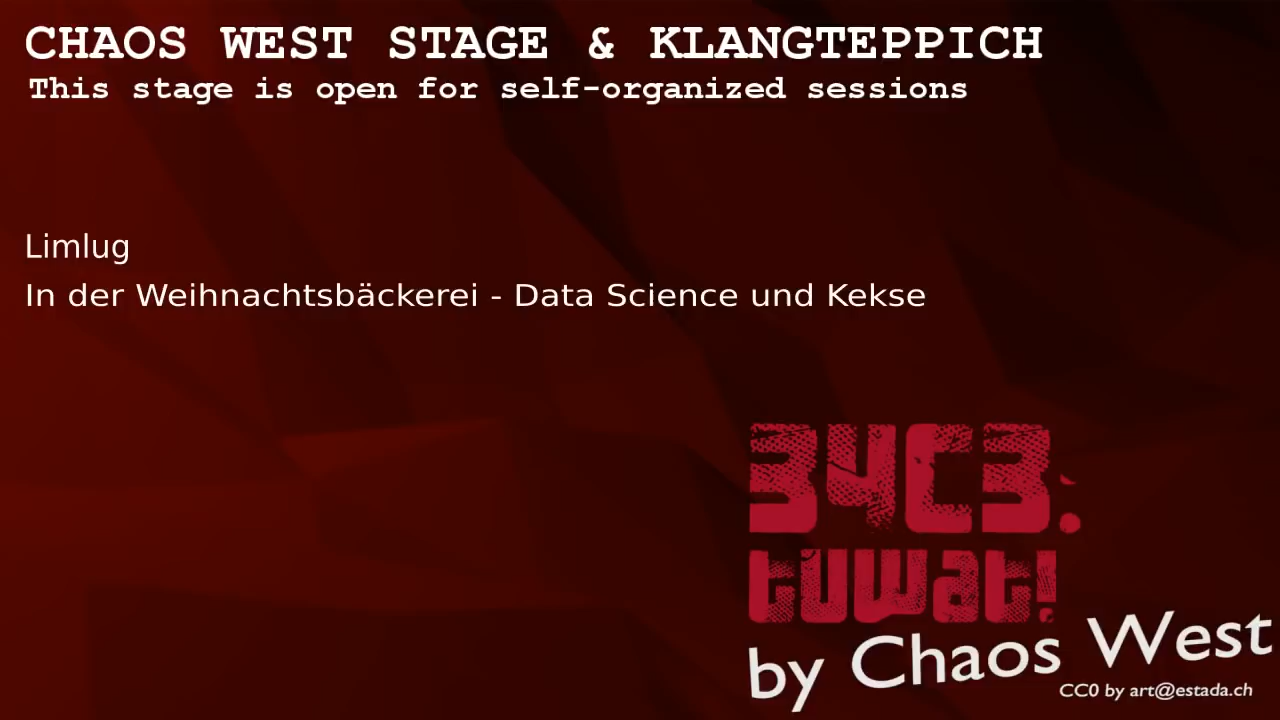 CHAOS WEST STAGE & KLANGTEPPICH
This stage is open for self-organized sessions
Limlug
In der Weihnachtsbäckerei - Data Science und Kekse
34C3:
tuwat!
by Chaos West
CC0 by art@estada.ch